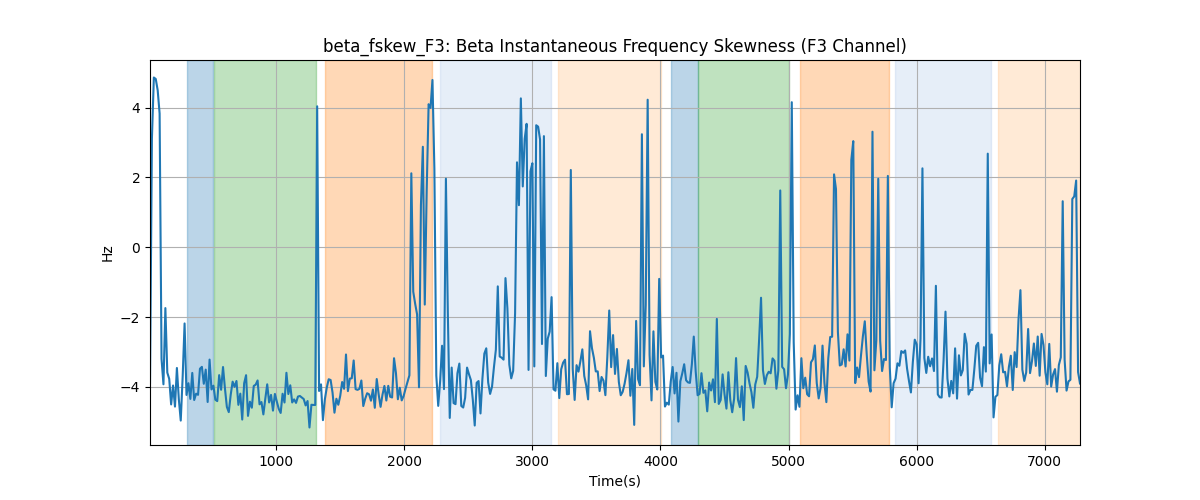 beta_fskew_F3: Beta Instantaneous Frequency Skewness (F3 Channel)
4
2
0
−2
−4
Hz
1000 2000 3000 4000 5000 6000 7000
Time(s)